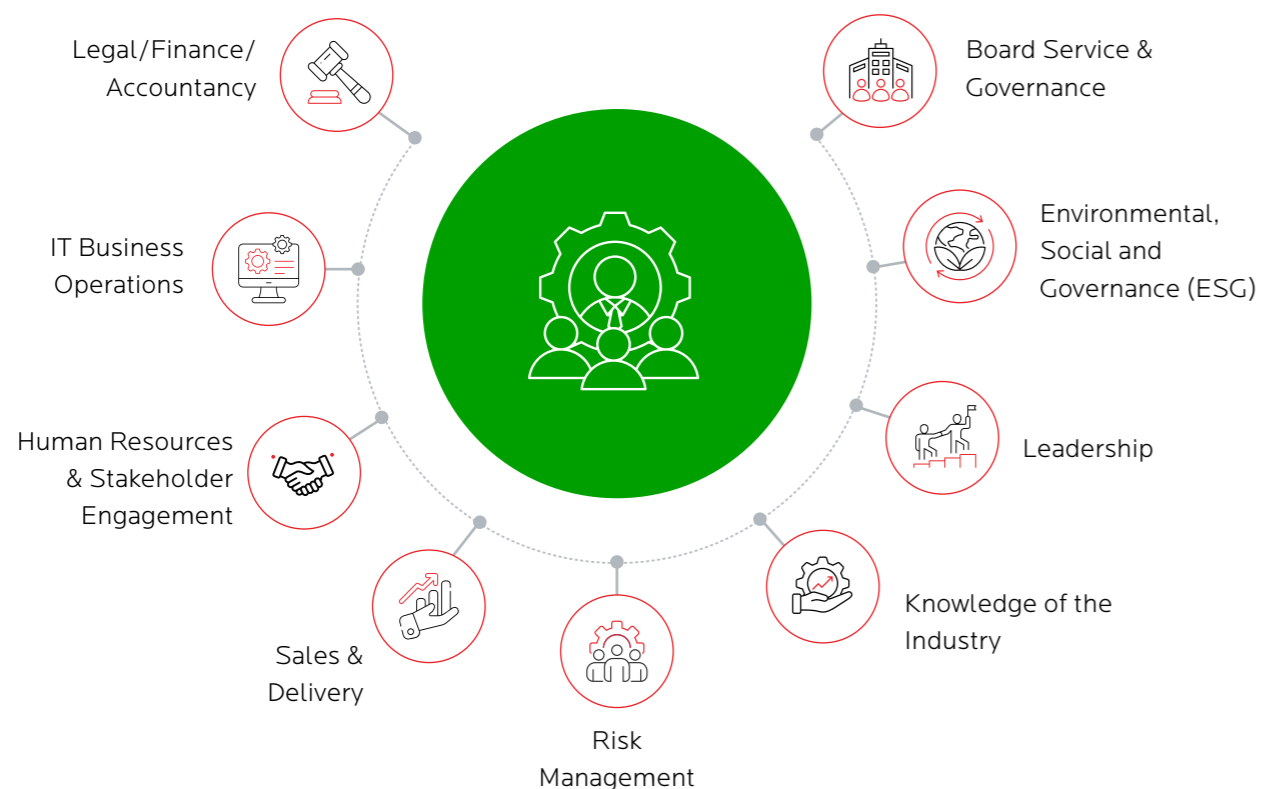 Legal/Finance/
Accountancy
Board Service &
Governance
IT Business
Operations
Environmental,
Social and
Governance (ESG)
Human Resources
& Stakeholder
Engagement
Leadership
Sales &
Delivery
Knowledge of the
Industry
Risk
Management